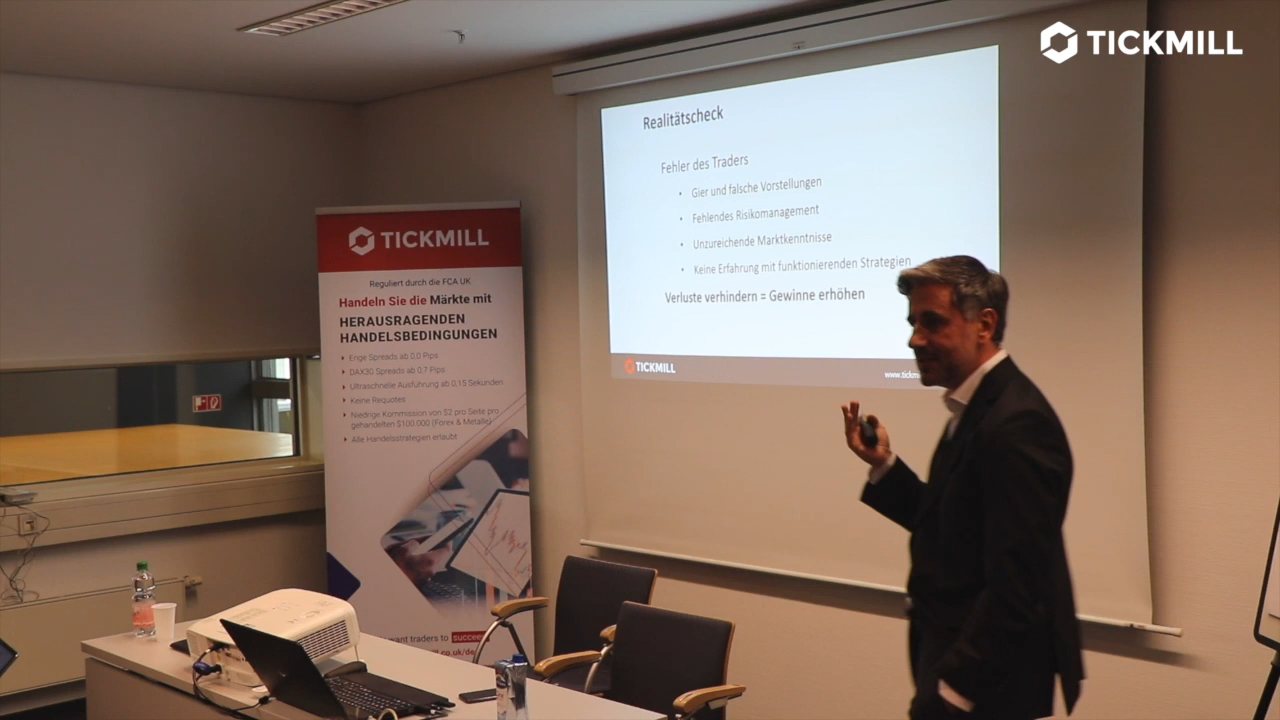 TICKMILL
Realitätscheck
Fehler des Traders
• Gier und falsche Vorstellungen
• Fehlendes Risikomanagement
• Unzureichende Marktkenntnisse
• Keine Erfahrung mit funktionierenden Strategien
Verluste verhindern = Gewinne erhöhen
TICKMILL
TICKMILL
Reguliert durch die FCA UK
Handeln Sie die Märkte mit
HERAUSRAGENDEN
HANDELSBEDINGUNGEN
Enge Spreads ab 0,0 Pips
DAX30 Spreads ab 0,7 Pips
Ultraschnelle Ausführung ab 0,15 Sekunden
Keine Requotes
Niedrige Kommission von $2 pro Seite pro
gehandelten $100.000 (Forex & Metalle)
Alle Handelsstrategien erlaubt
traders to